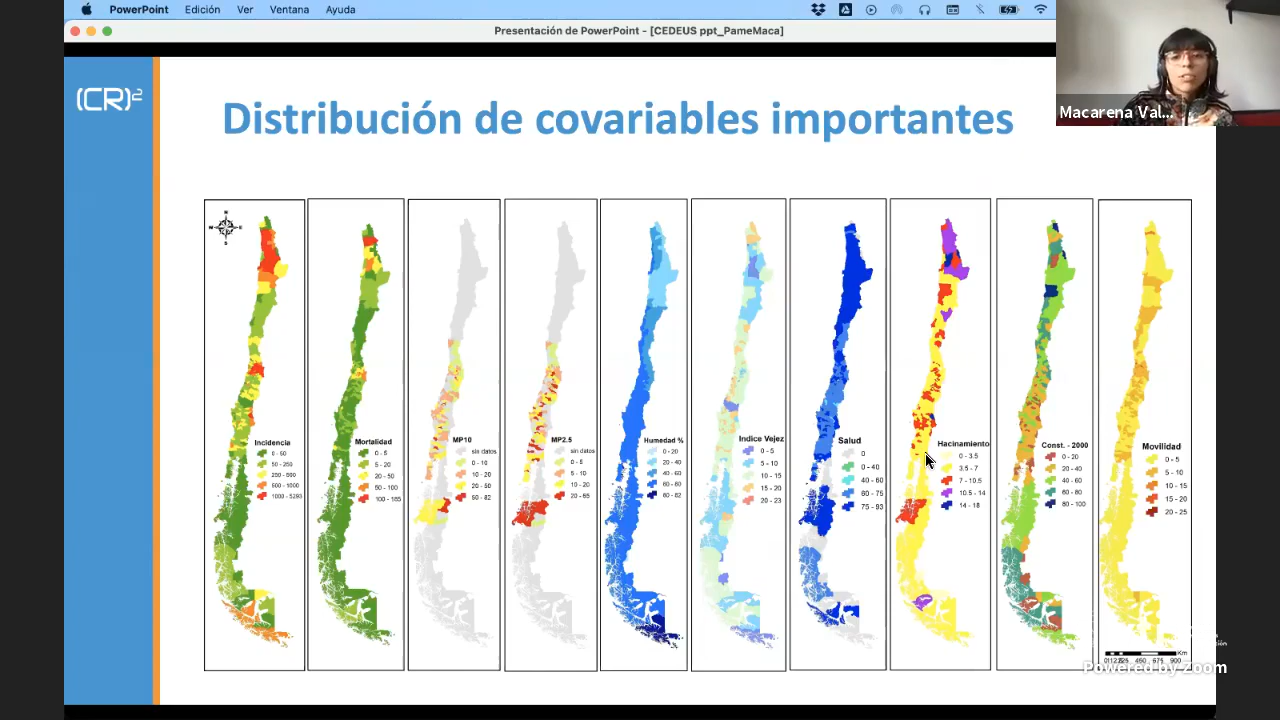 PowerPoint Edición Ver Ventana Ayuda
Presentación de PowerPoint - [CEDEUS ppt_PameMaca]
(CR)2
Distribución de covariables importantes
Macarena Val...
N
S
Incidencia
0 - 50
50 - 250
250 - 500
500 - 1000
1000 - 5293
Mortalidad
0 - 5
5 - 20
20 - 50
50 - 100
100 - 165
MP10
sin datos
0 - 10
10 - 20
20 - 50
50 - 82
MP2.5
sin datos
0 - 5
5 - 10
10 - 20
20 - 65
Humedad %
0 - 20
20 - 40
40 - 60
60 - 80
80 - 82
Indice Vejez
0 - 5
5 - 10
10 - 15
15 - 20
20 - 23
Salud
0
0 - 40
40 - 60
60 - 75
75 - 93
Hacinamiento
0 - 3.5
3.5 - 7
7 - 10.5
10.5 - 14
14 - 18
Const. - 2000
0 - 20
20 - 40
40 - 60
60 - 80
80 - 100
Movilidad
0 - 5
5 - 10
10 - 15
15 - 20
20 - 25
Km
450 675 900
Powered by Zoom